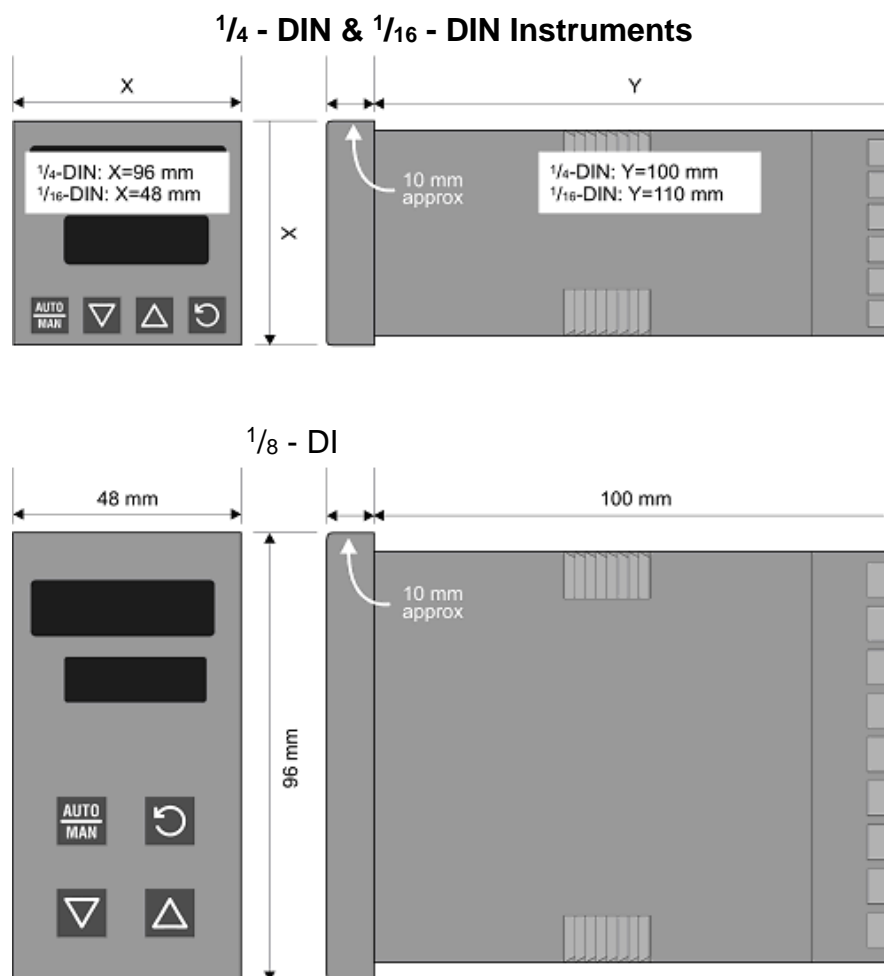 1/4 - DIN & 1/16 - DIN Instruments
X
Y
1/4-DIN: X=96 mm
1/16-DIN: X=48 mm
10 mm
approx
1/4-DIN: Y=100 mm
1/16-DIN: Y=110 mm
X
AUTO
MAN
1/8 - DI
48 mm
100 mm
10 mm
approx
96 mm
AUTO
MAN